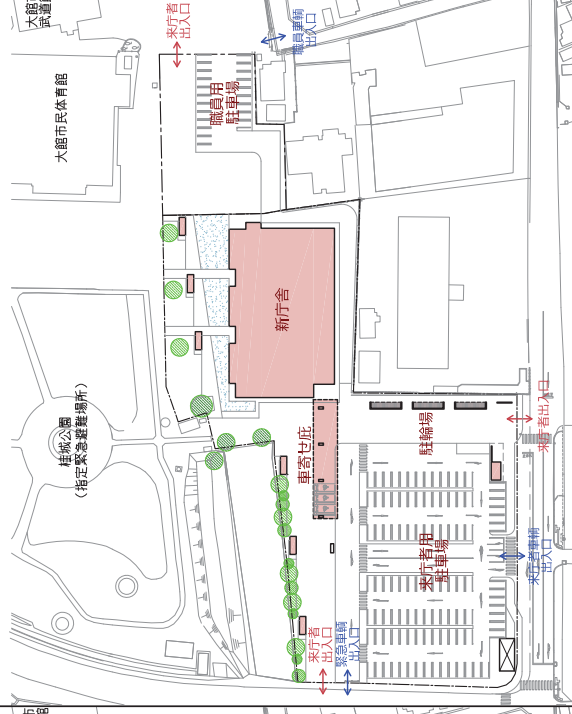 大館
武道館
来庁者
出入口
職員車輌
出入口
大館市民体育館
職員用
駐車場
新庁舎
桂城公園
（指定緊急避難場所）
車寄せ庇
駐輪場
来庁者出入口
来庁者用
駐車場
来庁者車輌
出入口
来庁者
出入口
緊急車輌
出入口
館